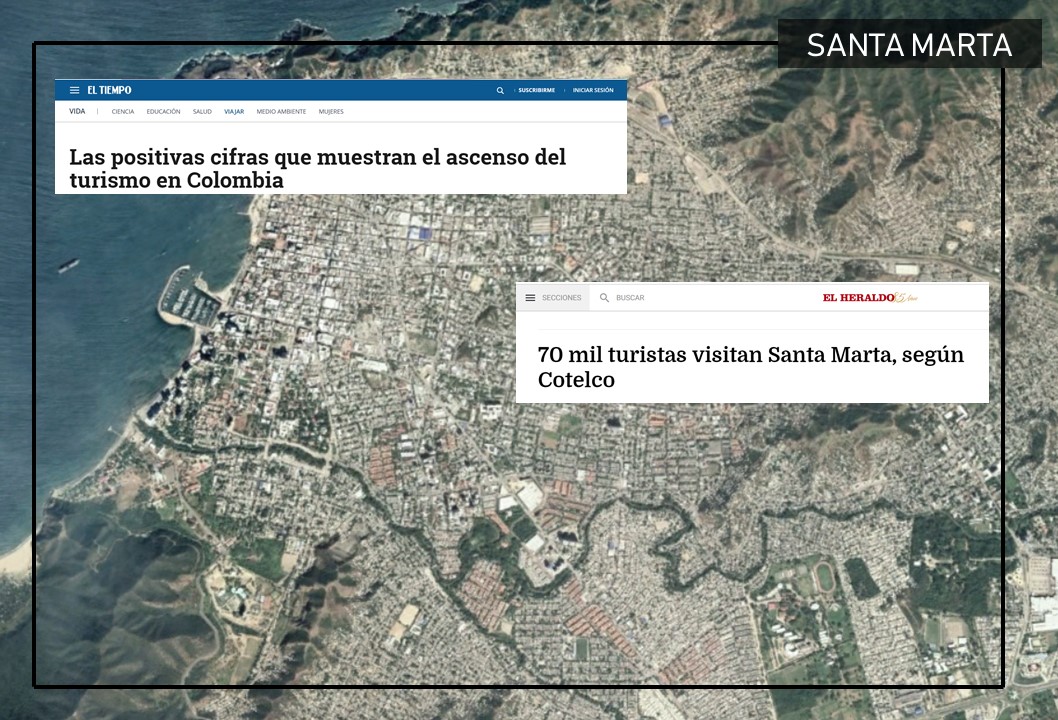 SANTA MARTA
EL TIEMPO
SUSCRIBIRME
INICIAR SESIÓN
VIDA
CIENCIA
EDUCACIÓN
SALUD
VIAJAR
MEDIO AMBIENTE
MUJERES
Las positivas cifras que muestran el ascenso del
turismo en Colombia
SECCIONES
BUSCAR
EL HERALDO
70 mil turistas visitan Santa Marta, según
Cotelco